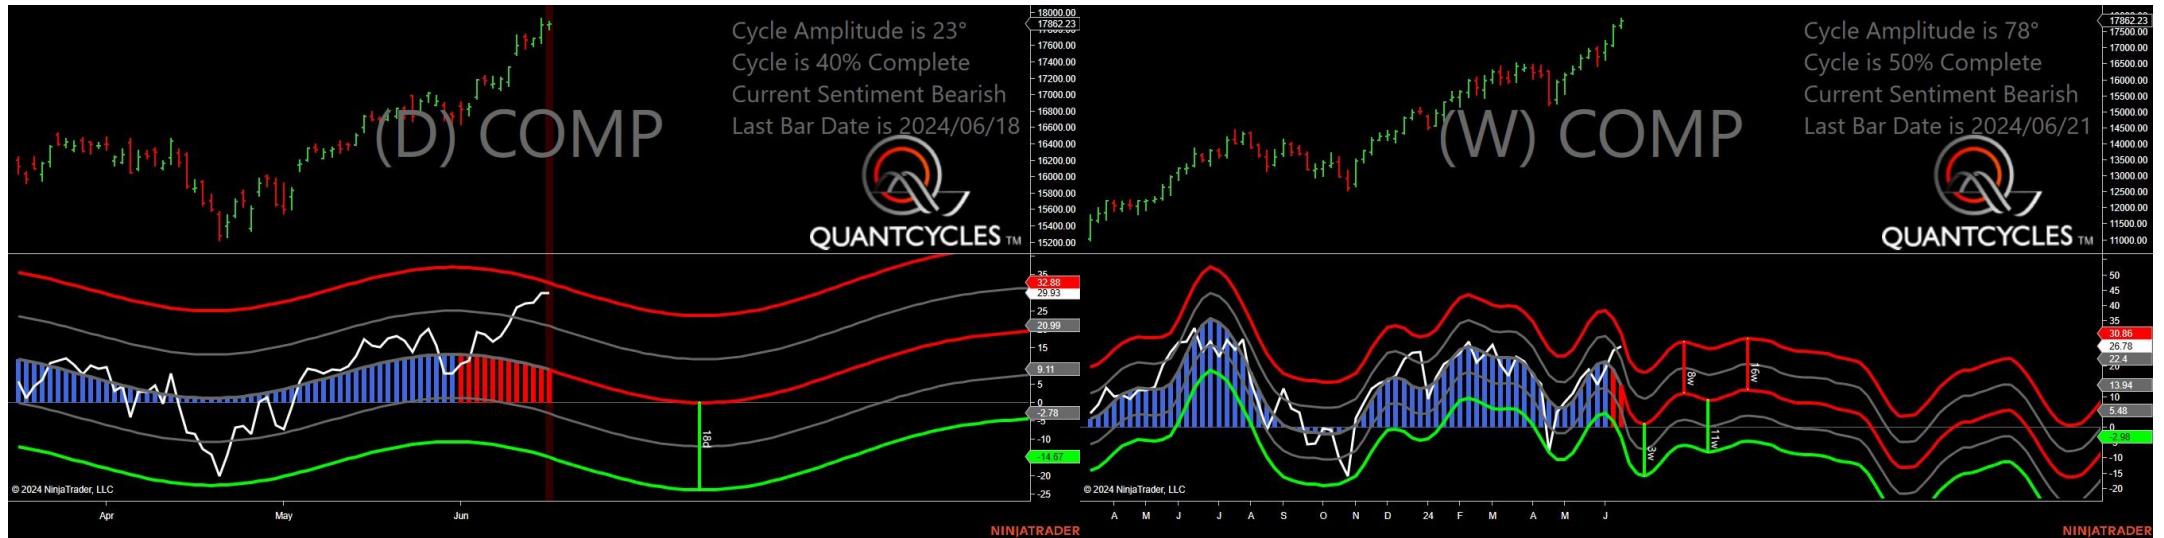 Cycle Amplitude is 23°
Cycle is 40% Complete
Current Sentiment Bearish
Last Bar Date is 2024/06/18
(D) COMP
QUANTCYCLES TM
18000.00
17862.23
17600.00
17400.00
17200.00
17000.00
16800.00
16600.00
16400.00
16200.00
16000.00
15800.00
15600.00
15400.00
15200.00
35
32.88
29.93
25
20.99
15
9.11
5
0
-2.78
-5
-10
-14.67
-20
-25
18d
© 2024 NinjaTrader, LLC
Apr May Jun
NINJATRADER
Cycle Amplitude is 78°
Cycle is 50% Complete
Current Sentiment Bearish
Last Bar Date is 2024/06/21
(W) COMP
QUANTCYCLES TM
17862.23
17500.00
17000.00
16500.00
16000.00
15500.00
15000.00
14500.00
14000.00
13500.00
13000.00
12500.00
12000.00
11500.00
11000.00
50
45
40
35
30.86
26.78
22.4
20
13.94
10
5.48
0
-2.98
-10
-15
-20
3w
8w
11w
16w
© 2024 NinjaTrader, LLC
A M J J A S O N D 24 F M A M J
NINJATRADER